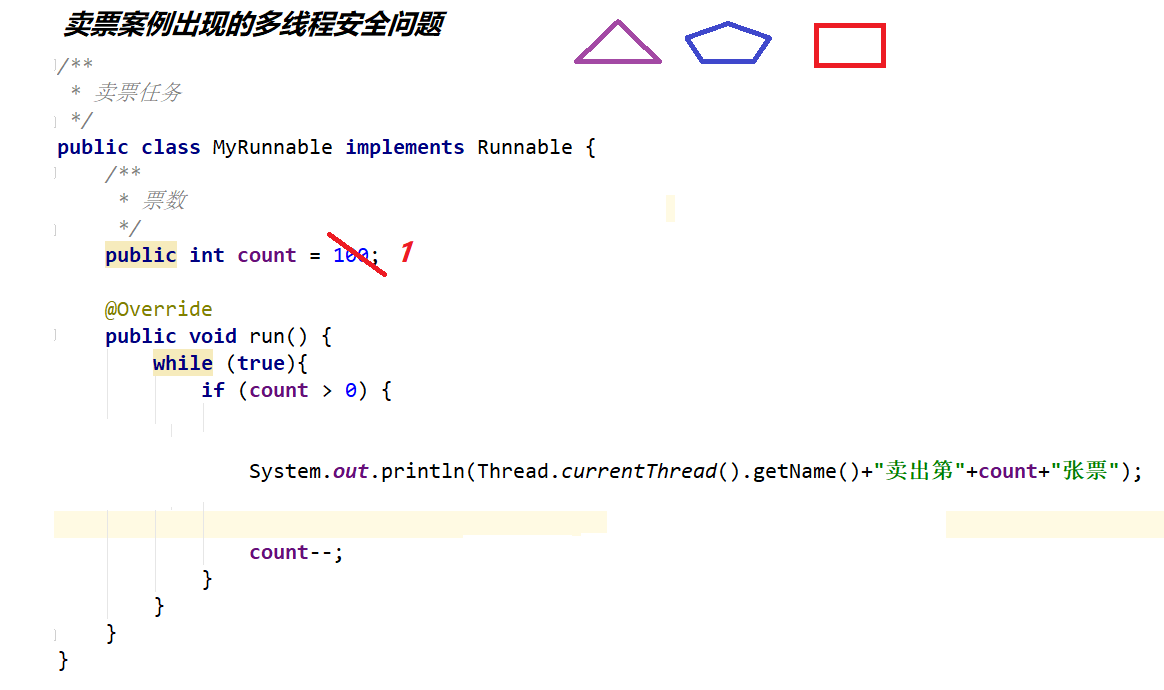 卖票案例出现的多线程安全问题
/**
* 卖票任务
*/
public class MyRunnable implements Runnable {
/**
* 票数
*/
public int count = 100; 1
@Override
public void run() {
while (true){
if (count > 0) {
System.out.println(Thread.currentThread().getName()+"卖出第"+count+"张票");
count--;
}
}
}
}